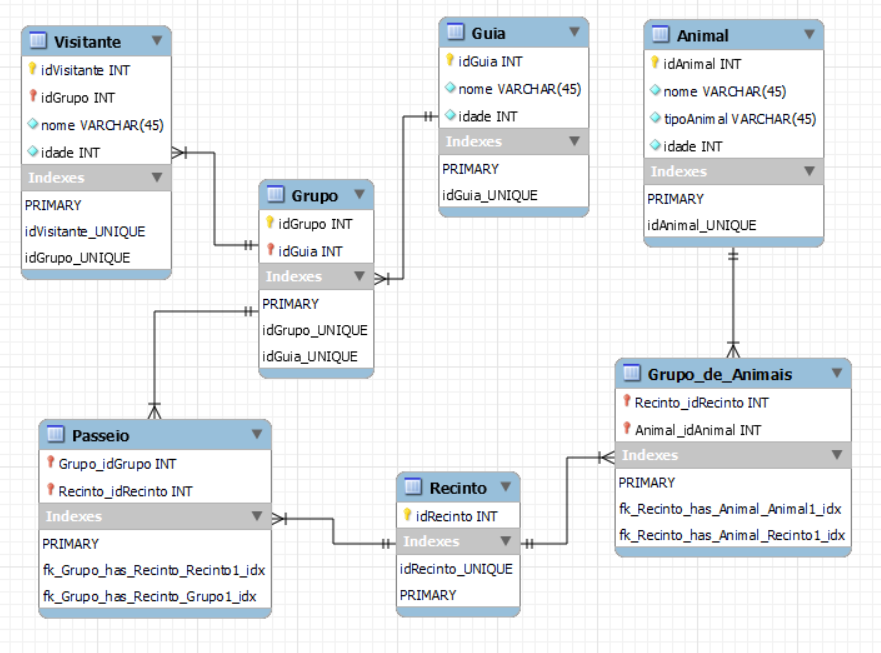 Visitante
idVisitante INT
idGrupo INT
nome VARCHAR(45)
idade INT
Indexes
PRIMARY
idVisitante_UNIQUE
idGrupo_UNIQUE
Guia
idGuia INT
nome VARCHAR(45)
idade INT
Indexes
PRIMARY
idGuia_UNIQUE
Animal
idAnimal INT
nome VARCHAR(45)
tipoAnimal VARCHAR(45)
idade INT
Indexes
PRIMARY
idAnimal_UNIQUE
Grupo
idGrupo INT
idGuia INT
Indexes
PRIMARY
idGrupo_UNIQUE
idGuia_UNIQUE
Grupo_de_Animais
Recinto_idRecinto INT
Animal_idAnimal INT
Indexes
PRIMARY
fk_Recinto_has_Animal_Animal1_idx
fk_Recinto_has_Animal_Recinto1_idx
Passeio
Grupo_idGrupo INT
Recinto_idRecinto INT
Indexes
PRIMARY
fk_Grupo_has_Recinto_Recinto1_idx
fk_Grupo_has_Recinto_Grupo1_idx
Recinto
idRecinto INT
Indexes
idRecinto_UNIQUE
PRIMARY